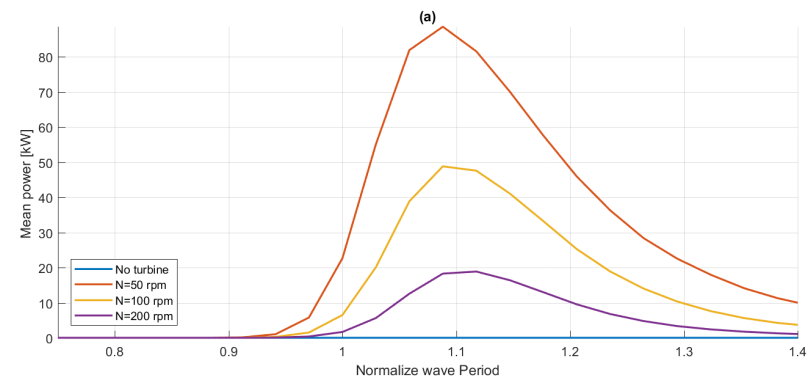 (a)
Mean power [kW]
80
70
60
50
40
30
20
10
0
No turbine
N=50 rpm
N=100 rpm
N=200 rpm
0.8
0.9
1
1.1
1.2
1.3
1.4
Normalize wave Period